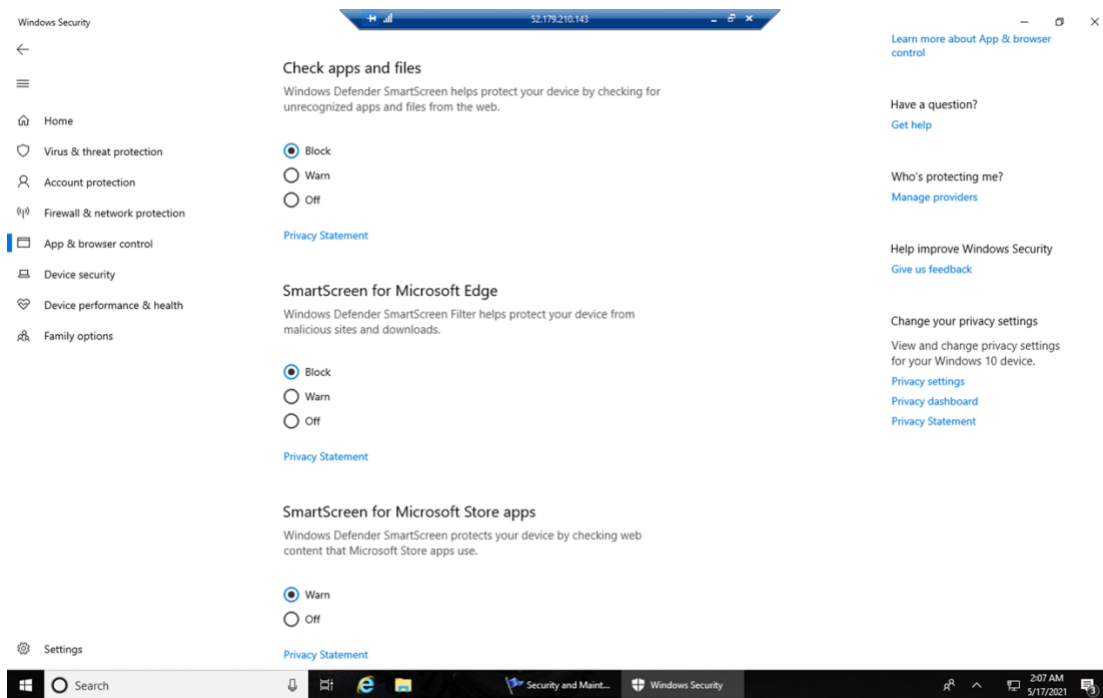 Windows Security
52.179.210.143
Home
Virus & threat protection
Account protection
Firewall & network protection
App & browser control
Device security
Device performance & health
Family options
Settings
Check apps and files
Windows Defender SmartScreen helps protect your device by checking for
unrecognized apps and files from the web.
Block
Warn
Off
Privacy Statement
SmartScreen for Microsoft Edge
Windows Defender SmartScreen Filter helps protect your device from
malicious sites and downloads.
Block
Warn
Off
Privacy Statement
SmartScreen for Microsoft Store apps
Windows Defender SmartScreen protects your device by checking web
content that Microsoft Store apps use.
Warn
Off
Privacy Statement
Learn more about App & browser
control
Have a question?
Get help
Who's protecting me?
Manage providers
Help improve Windows Security
Give us feedback
Change your privacy settings
View and change privacy settings
for your Windows 10 device.
Privacy settings
Privacy dashboard
Privacy Statement
Search
Security and Maint...
Windows Security
2:07 AM
5/17/2021
3